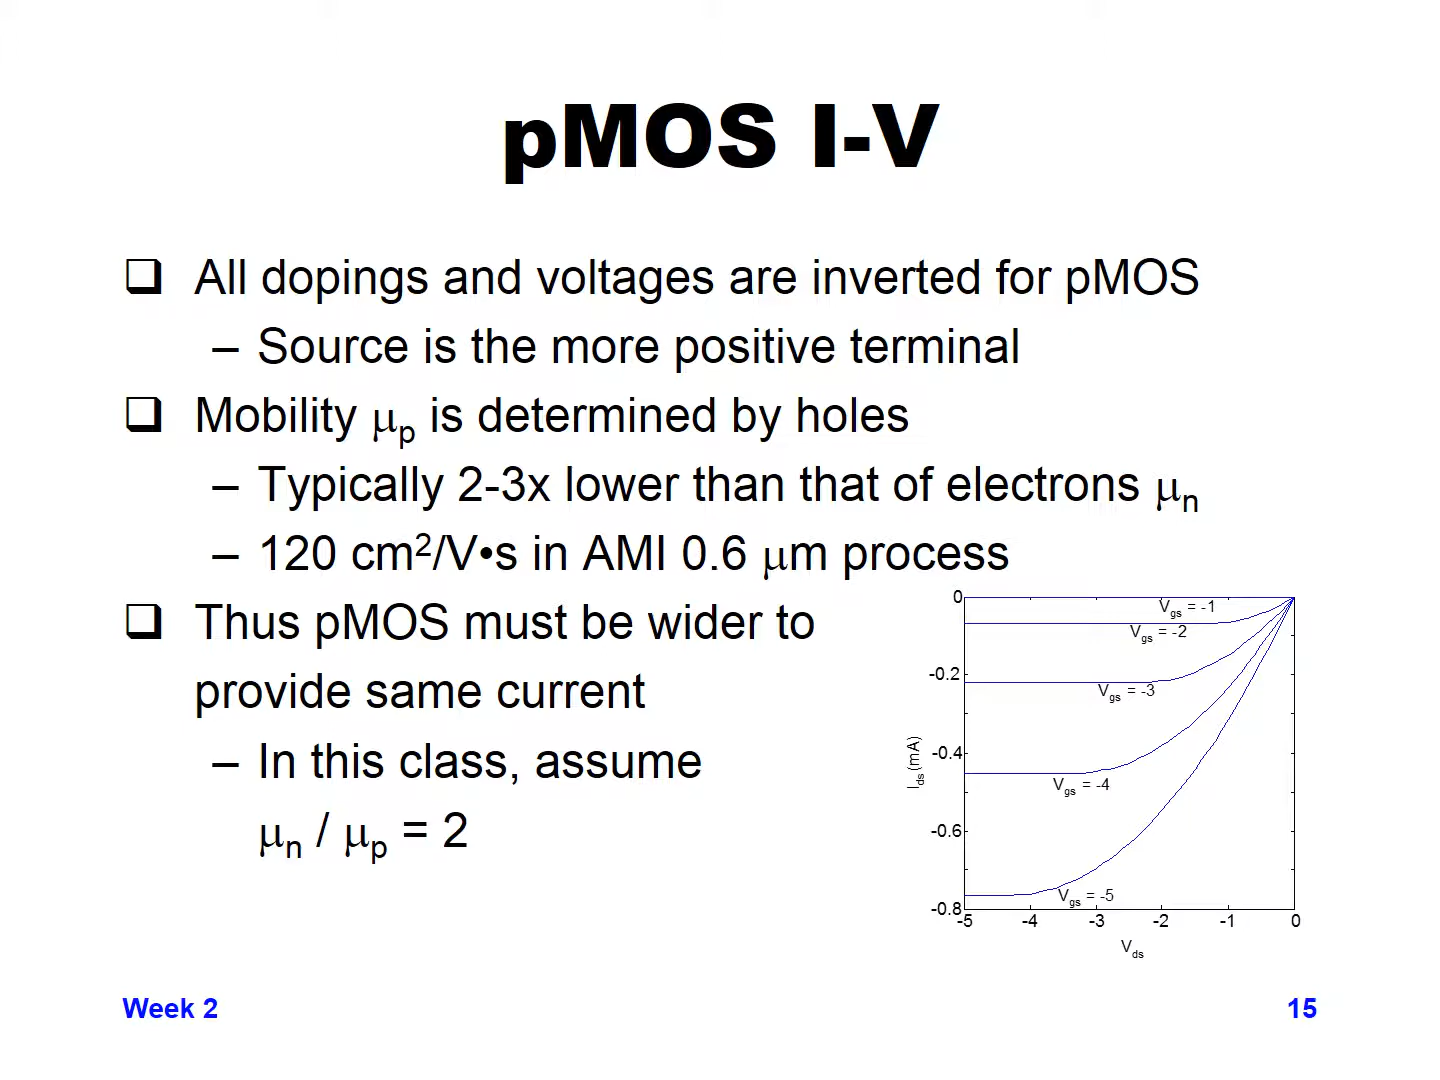 pMOS I-V
❑ All dopings and voltages are inverted for pMOS
– Source is the more positive terminal
❑ Mobility μp is determined by holes
– Typically 2-3x lower than that of electrons μn
– 120 cm²/V•s in AMI 0.6 μm process
❑ Thus pMOS must be wider to
provide same current
– In this class, assume
μn / μp = 2
0
-0.2
-0.4
-0.6
-0.8
Ids (mA)
Vgs = -1
Vgs = -2
Vgs = -3
Vgs = -4
Vgs = -5
-5 -4 -3 -2 -1 0
Vds
Week 2
15